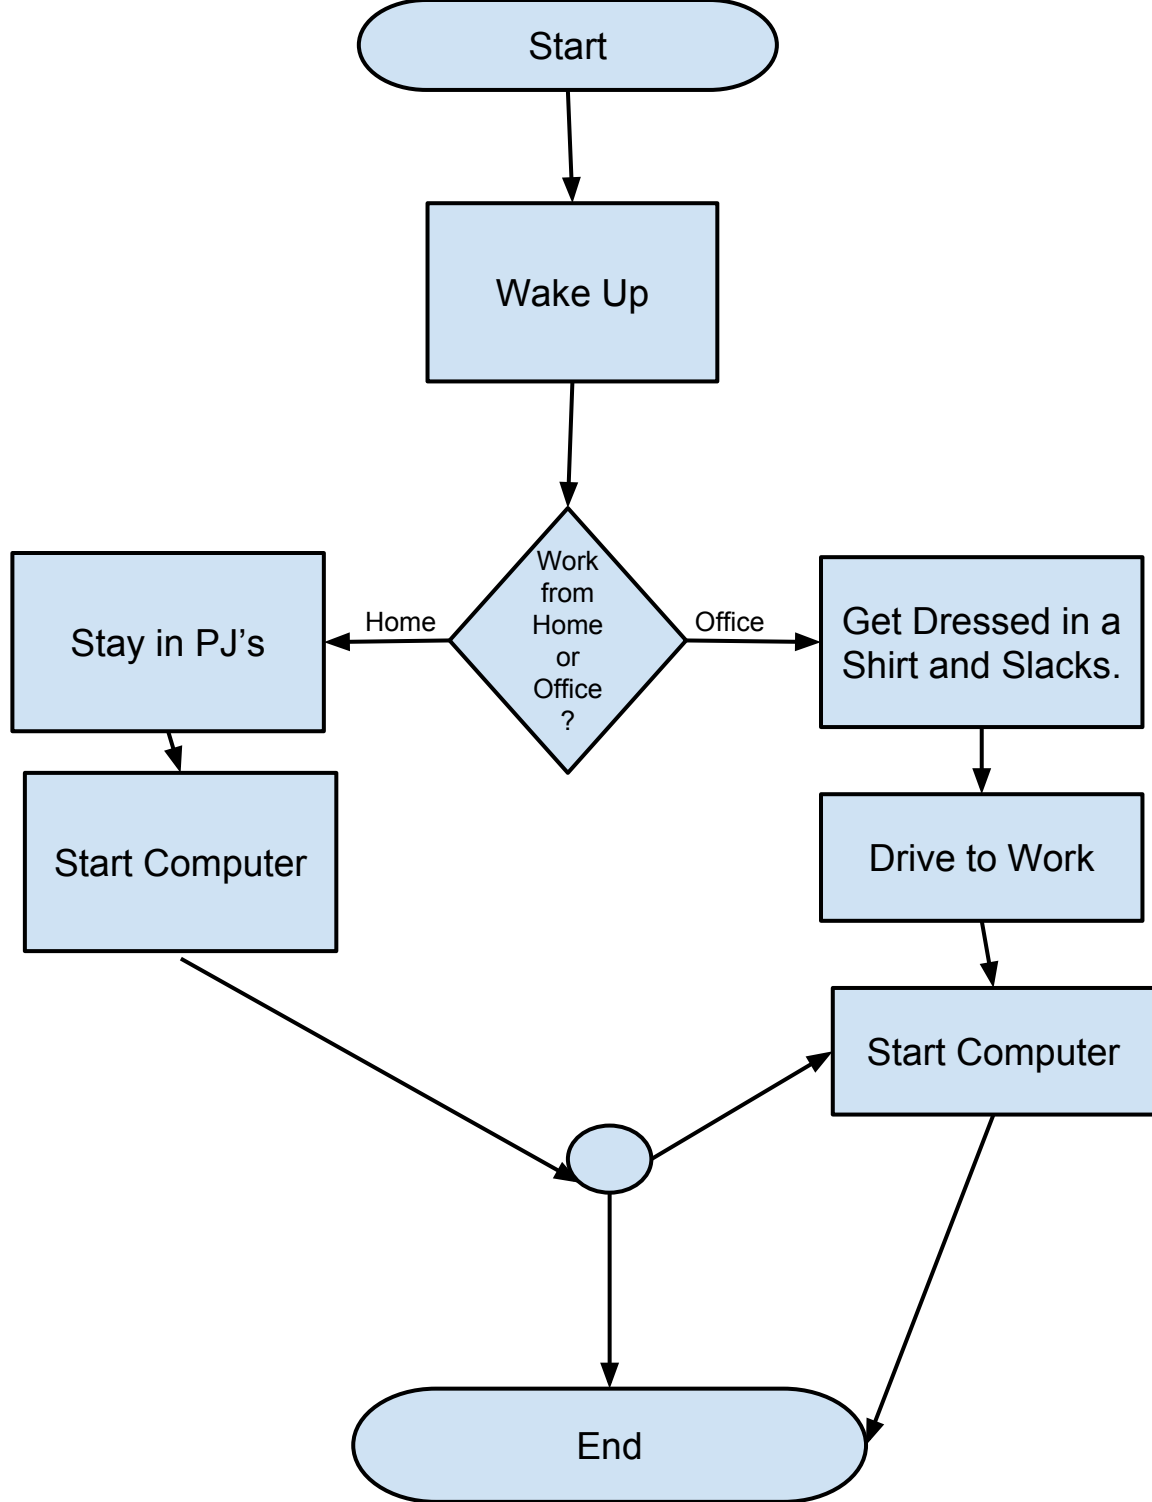 Start
Wake Up
Work
from
Home
or
Office
?
Home
Office
Stay in PJ’s
Get Dressed in a
Shirt and Slacks.
Start Computer
Drive to Work
Start Computer
End